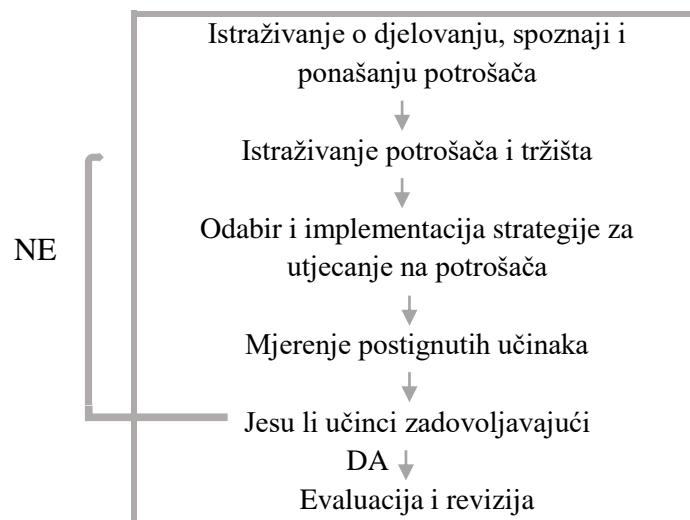 Istraživanje o djelovanju, spoznaji i
ponašanju potrošača
Istraživanje potrošača i tržišta
Odabir i implementacija strategije za
utjecanje na potrošača
NE
Mjerenje postignutih učinaka
Jesu li učinci zadovoljavajući
DA
Evaluacija i revizija